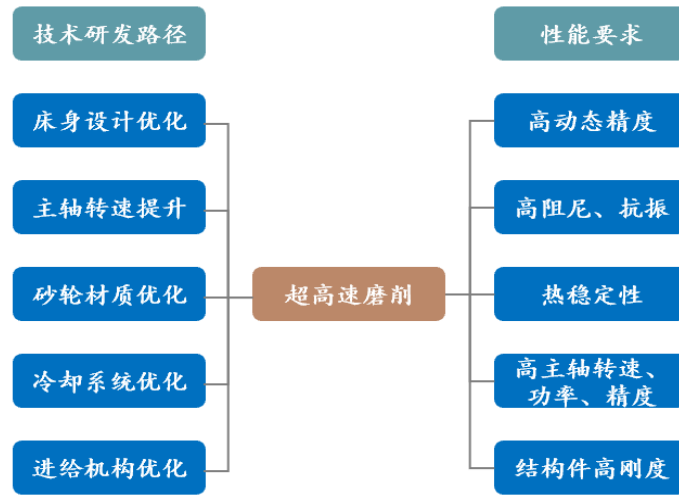 技术研发路径
性能要求
床身设计优化
高动态精度
主轴转速提升
高阻尼、抗振
砂轮材质优化
超高速磨削
热稳定性
冷却系统优化
高主轴转速、
功率、精度
进给机构优化
结构件高刚度